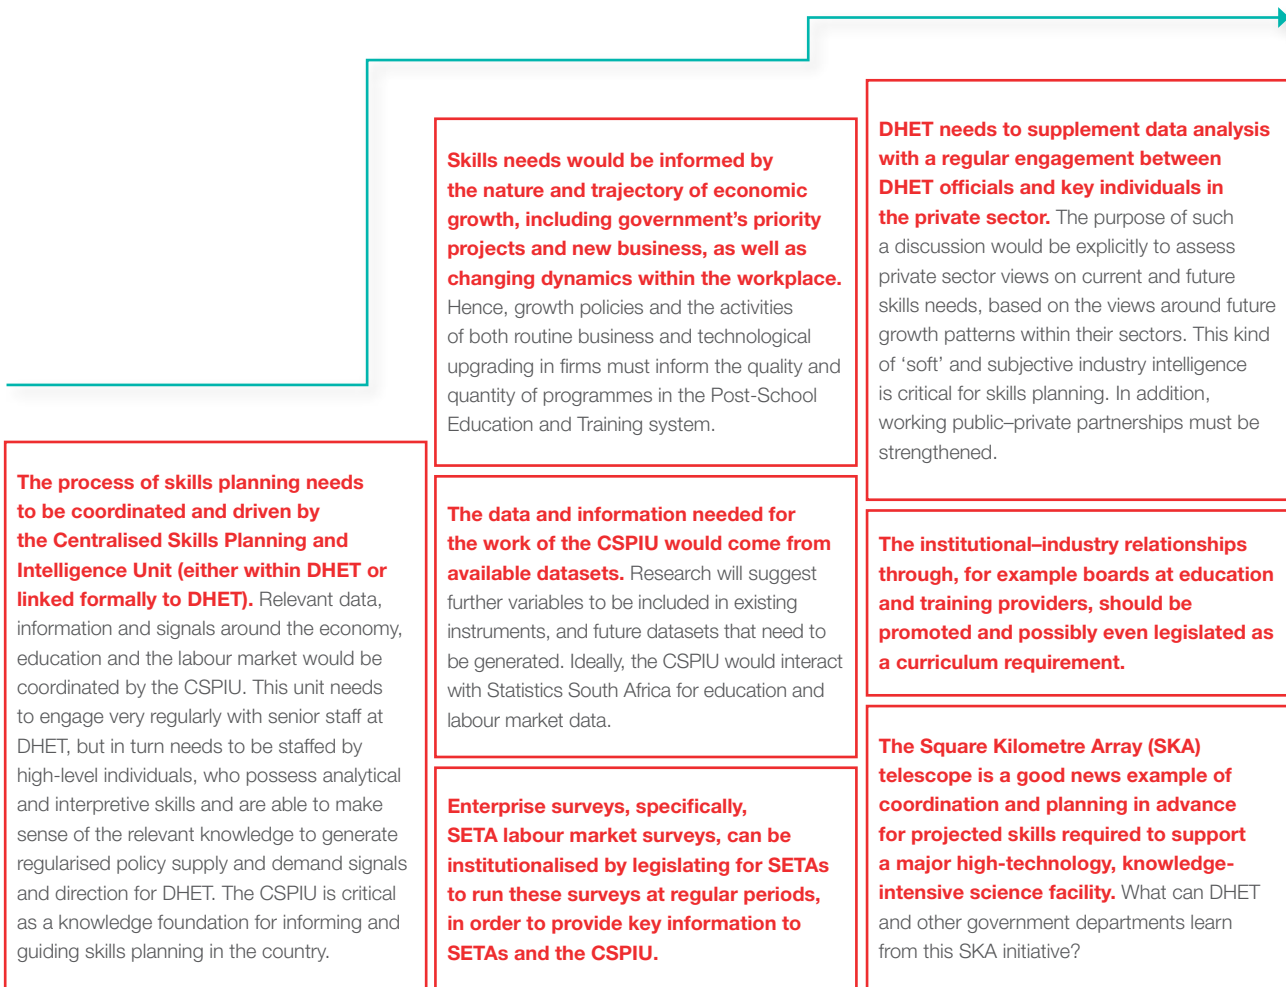 The process of skills planning needs
to be coordinated and driven by
the Centralised Skills Planning and
Intelligence Unit (either within DHET or
linked formally to DHET). Relevant data,
information and signals around the economy,
education and the labour market would be
coordinated by the CSPIU. This unit needs
to engage very regularly with senior staff at
DHET, but in turn needs to be staffed by
high-level individuals, who possess analytical
and interpretive skills and are able to make
sense of the relevant knowledge to generate
regularised policy supply and demand signals
and direction for DHET. The CSPIU is critical
as a knowledge foundation for informing and
guiding skills planning in the country.
Skills needs would be informed by
the nature and trajectory of economic
growth, including government’s priority
projects and new business, as well as
changing dynamics within the workplace.
Hence, growth policies and the activities
of both routine business and technological
upgrading in firms must inform the quality and
quantity of programmes in the Post-School
Education and Training system.
The data and information needed for
the work of the CSPIU would come from
available datasets. Research will suggest
further variables to be included in existing
instruments, and future datasets that need to
be generated. Ideally, the CSPIU would interact
with Statistics South Africa for education and
labour market data.
Enterprise surveys, specifically,
SETA labour market surveys, can be
institutionalised by legislating for SETAs
to run these surveys at regular periods,
in order to provide key information to
SETAs and the CSPIU.
DHET needs to supplement data analysis
with a regular engagement between
DHET officials and key individuals in
the private sector. The purpose of such
a discussion would be explicitly to assess
private sector views on current and future
skills needs, based on the views around future
growth patterns within their sectors. This kind
of ‘soft’ and subjective industry intelligence
is critical for skills planning. In addition,
working public–private partnerships must be
strengthened.
The institutional–industry relationships
through, for example boards at education
and training providers, should be
promoted and possibly even legislated as
a curriculum requirement.
The Square Kilometre Array (SKA)
telescope is a good news example of
coordination and planning in advance
for projected skills required to support
a major high-technology, knowledge-
intensive science facility. What can DHET
and other government departments learn
from this SKA initiative?